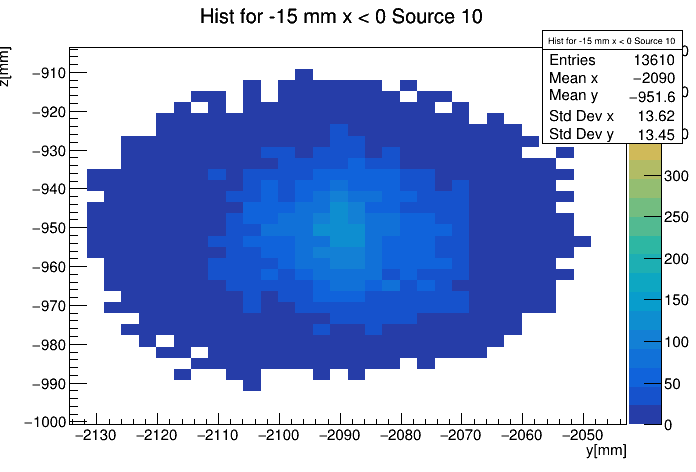 Hist for -15 mm x < 0 Source 10
Hist for -15 mm x < 0 Source 10
Entries 13610
Mean x −2090
Mean y −951.6
Std Dev x 13.62
Std Dev y 13.45
z[mm]
−910
−920
−930
−940
−950
−960
−970
−980
−990
−1000
−2130 −2120 −2110 −2100 −2090 −2080 −2070 −2060 −2050
y[mm]
300
250
200
150
100
50
0